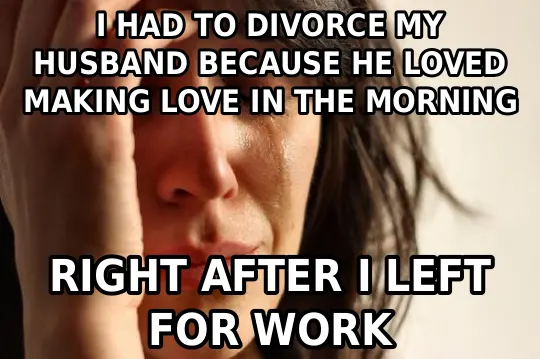 I HAD TO DIVORCE MY
HUSBAND BECAUSE HE LOVED
MAKING LOVE IN THE MORNING
RIGHT AFTER I LEFT
FOR WORK